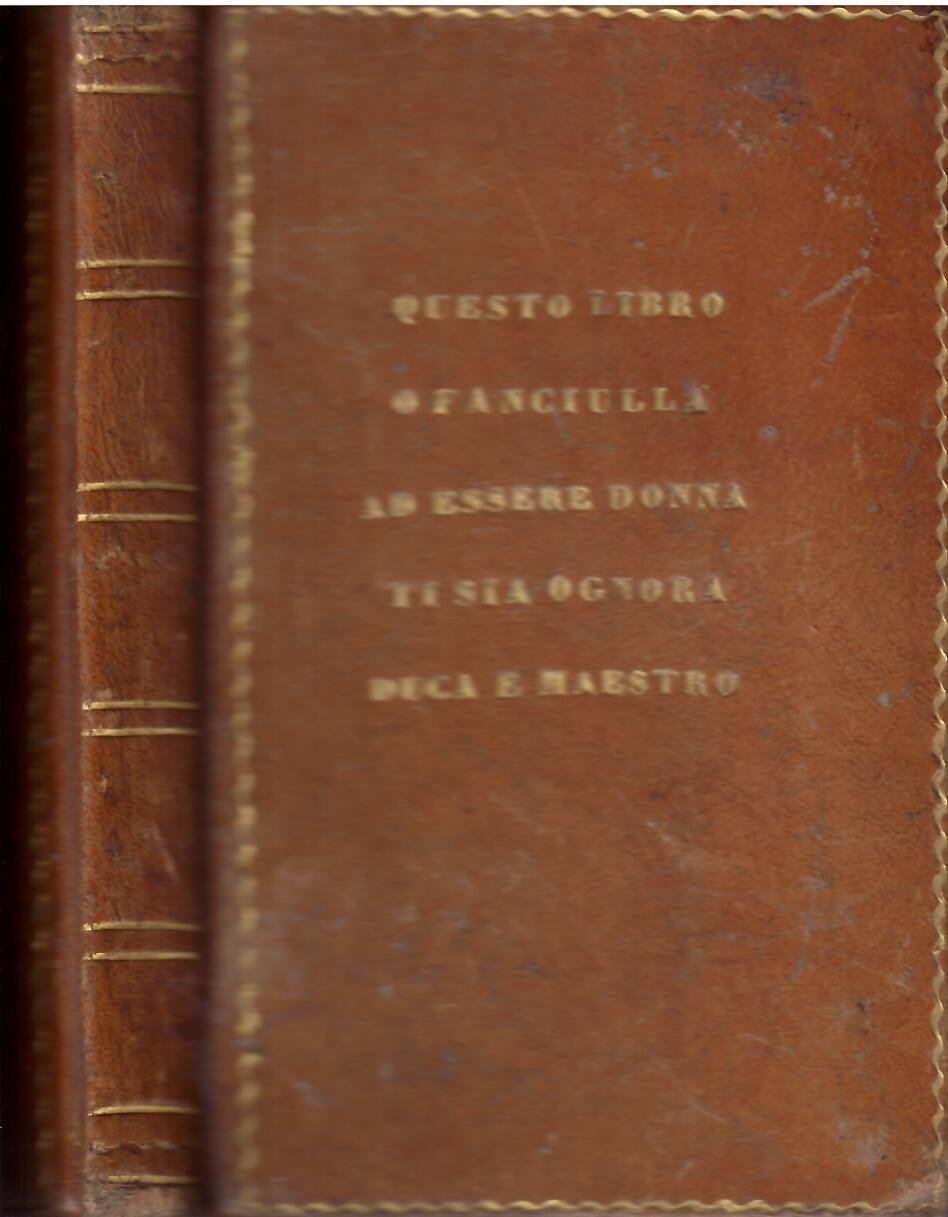 QUESTO LIBRO
O FANCIULLA
AD ESSERE DONNA
TI SIA OGNORA
DUCA E MAESTRO